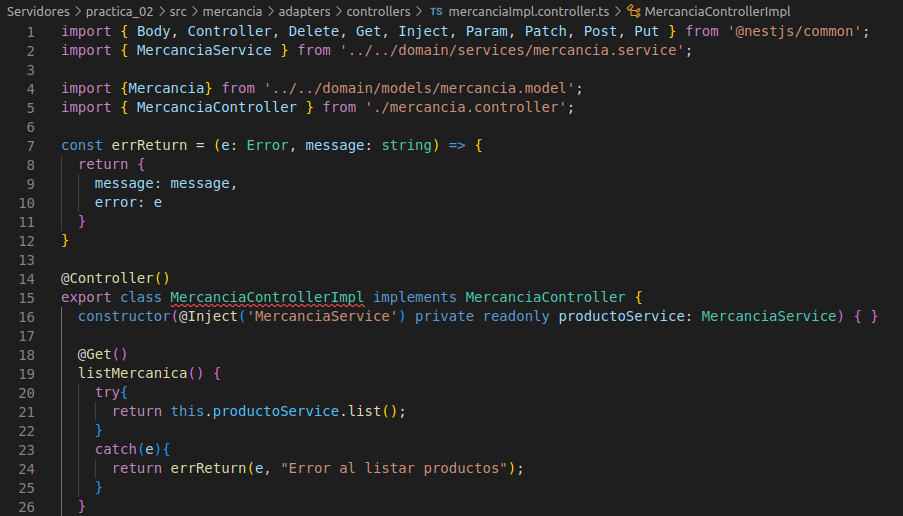 Servidores > practica_02 > src > mercancia > adapters > controllers > TS mercanciaImpl.controller.ts > MercanciaControllerImpl
1 import { Body, Controller, Delete, Get, Inject, Param, Patch, Post, Put } from '@nestjs/common';
2 import { MercanciaService } from '../../domain/services/mercancia.service';
3
4 import {Mercancia} from '../../domain/models/mercancia.model';
5 import { MercanciaController } from './mercancia.controller';
6
7 const errReturn = (e: Error, message: string) => {
8   return {
9     message: message,
10     error: e
11   }
12 }
13
14 @Controller()
15 export class MercanciaControllerImpl implements MercanciaController {
16   constructor(@Inject('MercanciaService') private readonly productoService: MercanciaService) { }
17
18   @Get()
19   listMercanica() {
20     try{
21       return this.productoService.list();
22     }
23     catch(e){
24       return errReturn(e, "Error al listar productos");
25     }
26   }